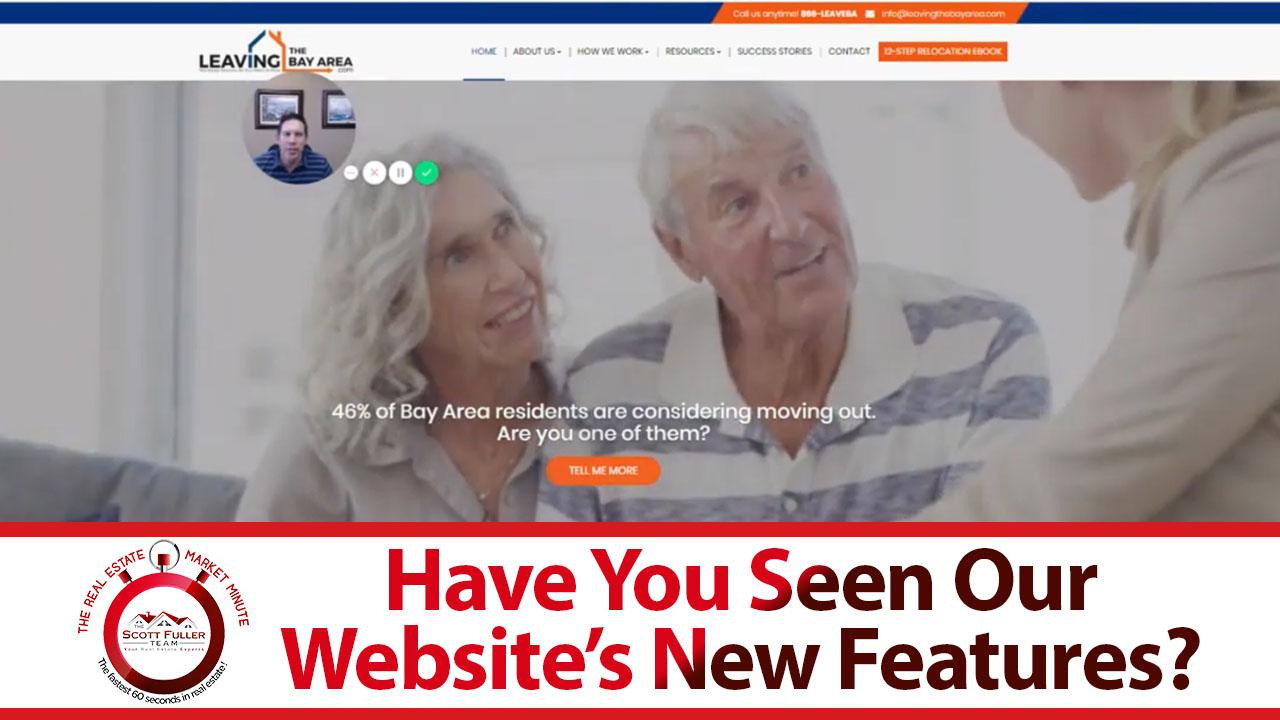 Call us anytime! 866-LEAVEBA info@leavingthebayarea.com
LEAVING THE BAY AREA .com
HOME | ABOUT US | HOW WE WORK | RESOURCES | SUCCESS STORIES | CONTACT 12-STEP RELOCATION EBOOK
46% of Bay Area residents are considering moving out.
Are you one of them?
TELL ME MORE
THE REAL ESTATE MARKET MINUTE
THE
SCOTT FULLER
TEAM
Your Real Estate Experts
The fastest 60 seconds in real estate!
Have You Seen Our
Website's New Features?